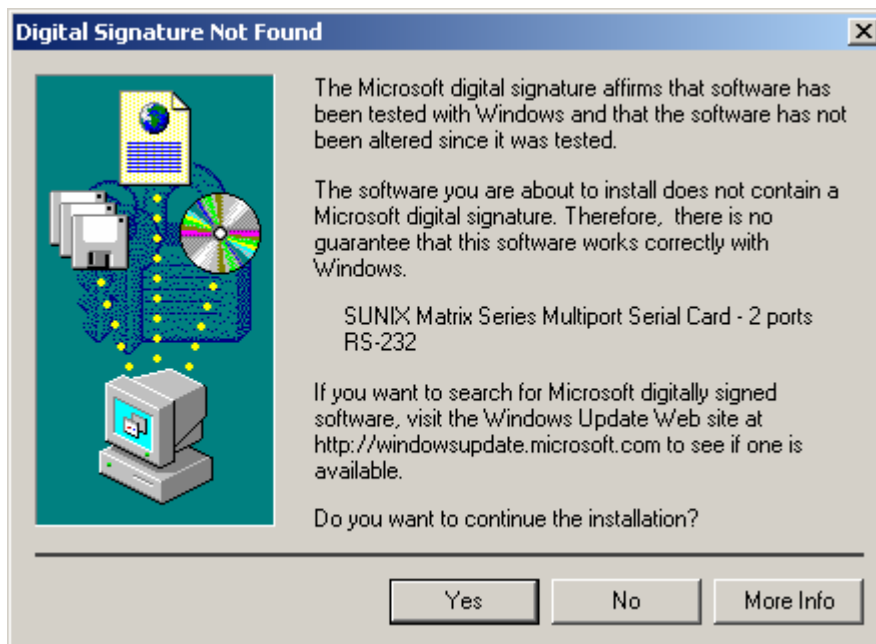 Digital Signature Not Found
The Microsoft digital signature affirms that software has
been tested with Windows and that the software has not
been altered since it was tested.
The software you are about to install does not contain a
Microsoft digital signature. Therefore,  there is no
guarantee that this software works correctly with
Windows.
SUNIX Matrix Series Multiport Serial Card - 2 ports
RS-232
If you want to search for Microsoft digitally signed
software, visit the Windows Update Web site at
http://windowsupdate.microsoft.com to see if one is
available.
Do you want to continue the installation?
Yes No More Info